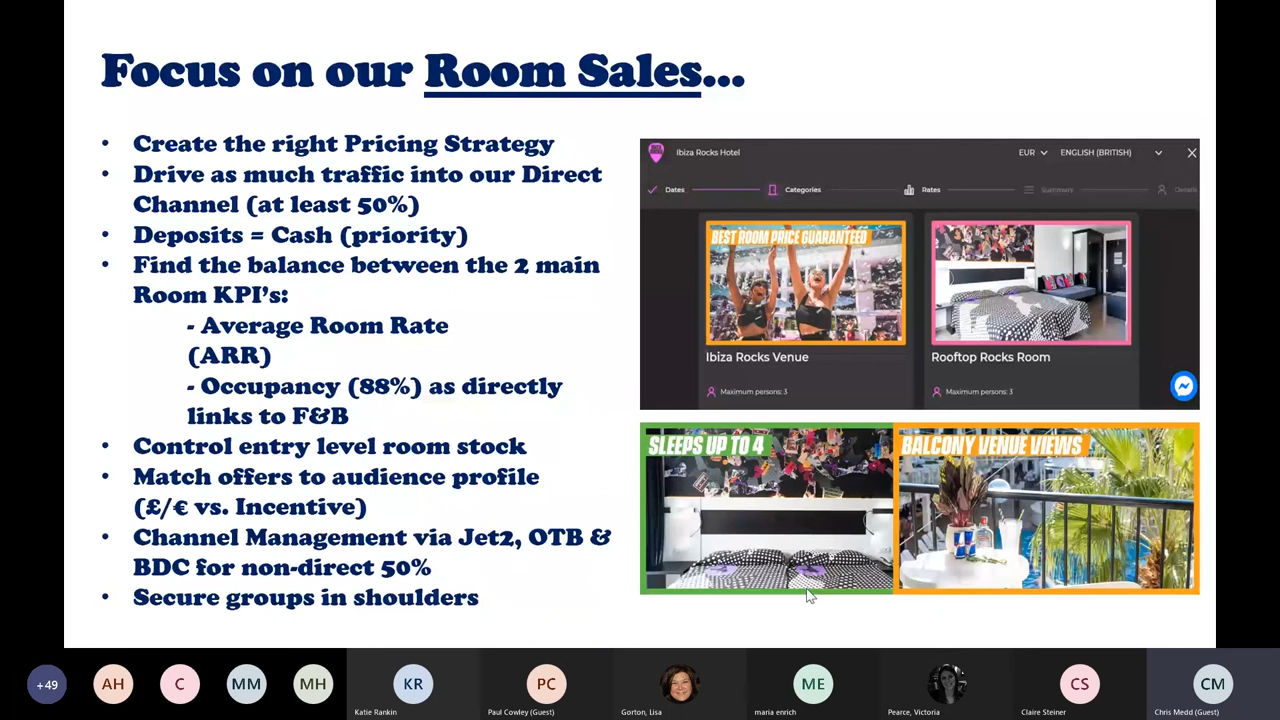 Focus on our Room Sales...
• Create the right Pricing Strategy
• Drive as much traffic into our Direct
Channel (at least 50%)
• Deposits = Cash (priority)
• Find the balance between the 2 main
Room KPI's:
- Average Room Rate
(ARR)
- Occupancy (88%) as directly
links to F&B
• Control entry level room stock
• Match offers to audience profile
(£/€ vs. Incentive)
• Channel Management via Jet2, OTB &
BDC for non-direct 50%
• Secure groups in shoulders
Ibiza Rocks Hotel
EUR
ENGLISH (BRITISH)
Dates
Categories
Rates
Summary
Details
BEST ROOM PRICE GUARANTEED
Ibiza Rocks Venue
Rooftop Rocks Room
Maximum persons: 3
Maximum persons: 3
SLEEPS UP TO 4
BALCONY VENUE VIEWS
+49
AH
C
MM
MH
KR
PC
ME
CS
CM
Katie Rankin
Paul Cowley (Guest)
Gorton, Lisa
maria enrich
Pearce, Victoria
Claire Steiner
Chris Medd (Guest)